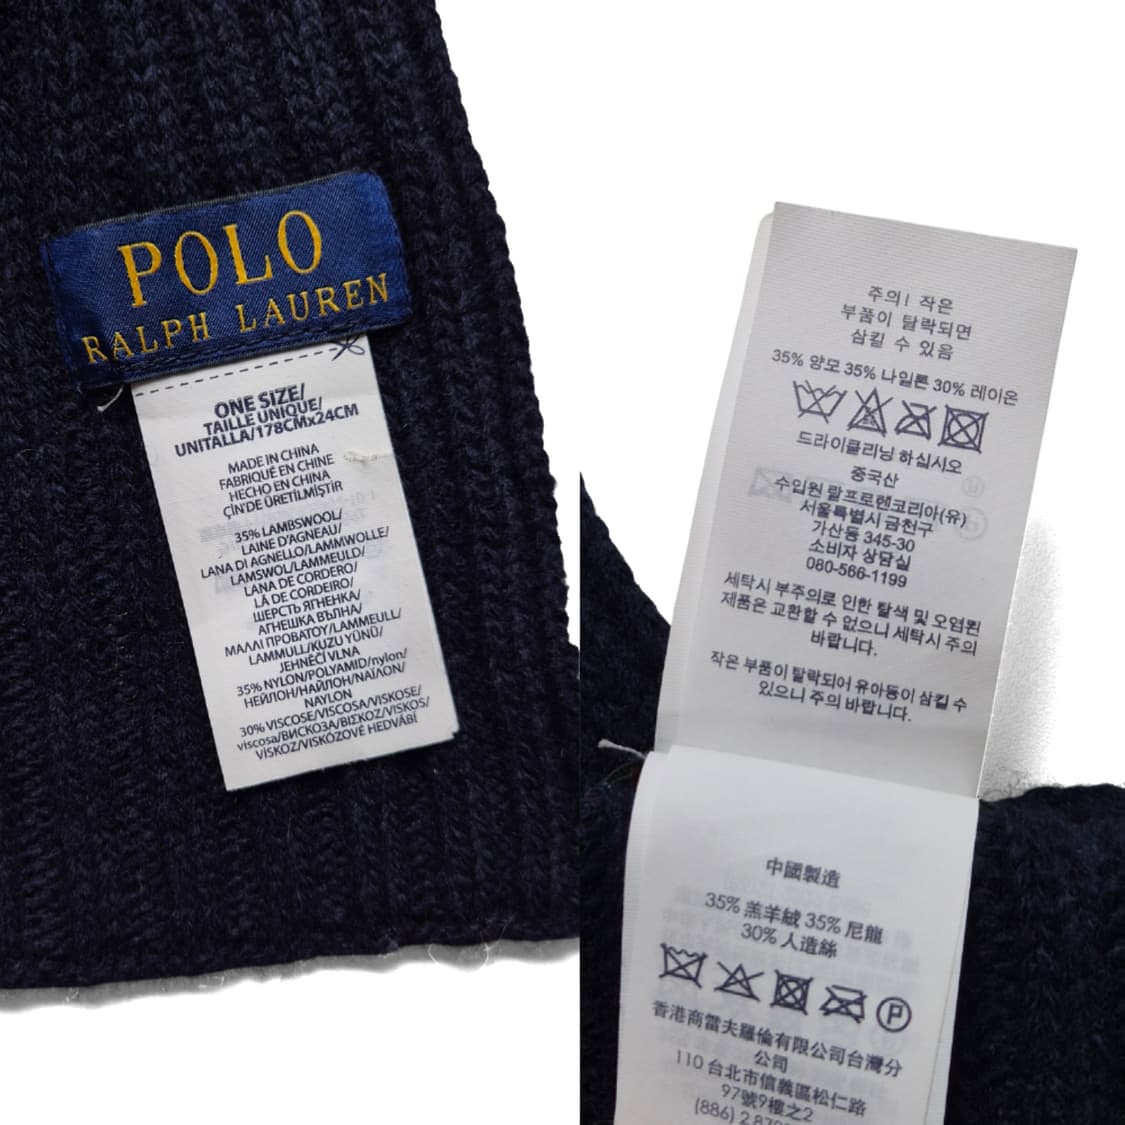 POLO
RALPH LAUREN
ONE SIZE/
TAILLE UNIQUE/
UNITALLA/178CMx24CM
MADE IN CHINA
FABRIQUÉ EN CHINE
HECHO EN CHINA
ÇİN'DE ÜRETİLMİŞTİR
35% LAMBSWOOL/
LAINE D'AGNEAU/
LANA DI AGNELLO/LAMMWOLLE/
LAMSWOL/LAMMEULD/
LANA DE CORDERO/
LÃ DE CORDEIRO/
ШЕРСТЬ ЯГНЕНКА/
АГНЕШКА ВЪЛНА/
ΜΑΛΛΙ ΠΡΟΒΑΤΟΥ/LAMMEULL/
LAMMULL/KUZU YÜNÜ/
JEHNĚČÍ VLNA
35% NYLON/POLYAMID/nylon/
НЕЙЛОН/НАЙЛОН/ΝΑΪΛΟΝ/
NAYLON
30% VISCOSE/VISCOSA/VISKOSE/
viscosa/ВИСКОЗА/ΒΙΣΚΟΖ/VISKOS/
VİSKOZ/VISKÓZOVÉ HEDVÁBÍ
주의! 작은
부품이 탈락되면
삼킬 수 있음
35% 양모 35% 나일론 30% 레이온
드라이클리닝 하십시오
중국산
수입원 랄프로렌코리아(유)
서울특별시 금천구
가산동 345-30
소비자 상담실
080-566-1199
세탁시 부주의로 인한 탈색 및 오염된
제품은 교환할 수 없으니 세탁시 주의
바랍니다.
작은 부품이 탈락되어 유아등이 삼킬 수
있으니 주의 바랍니다.
中國製造
35% 羔羊絨 35% 尼龍
30% 人造絲
P
香港商雷夫羅倫有限公司台灣分
公司
110 台北市信義區松仁路
97號9樓之2
(886) 2